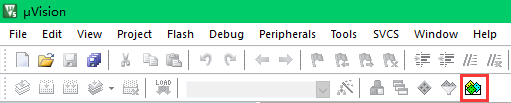 µVision
File Edit View Project Flash Debug Peripherals Tools SVCS Window Help
LOAD